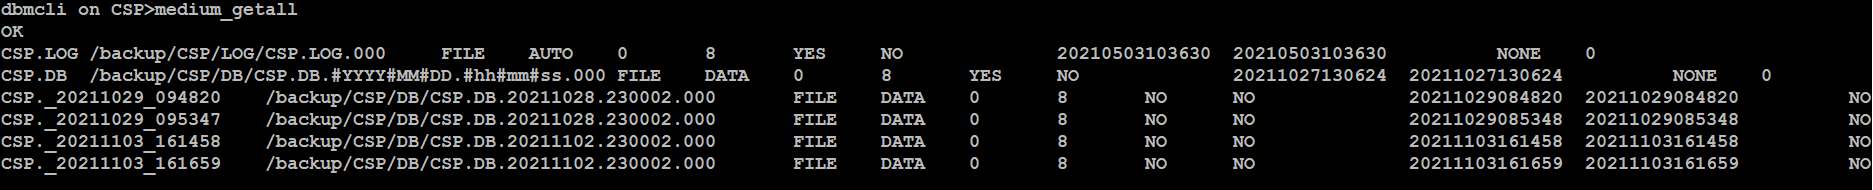 dbmcli on CSP>medium_getall
OK
CSP.LOG /backup/CSP/LOG/CSP.LOG.000 FILE AUTO 0 8 YES NO 20210503103630 20210503103630 NONE 0
CSP.DB /backup/CSP/DB/CSP.DB.#YYYY#MM#DD.#hh#mm#ss.000 FILE DATA 0 8 YES NO 20211027130624 20211027130624 NONE 0
CSP._20211029_094820 /backup/CSP/DB/CSP.DB.20211028.230002.000 FILE DATA 0 8 NO NO 20211029084820 20211029084820 NO
CSP._20211029_095347 /backup/CSP/DB/CSP.DB.20211028.230002.000 FILE DATA 0 8 NO NO 20211029085348 20211029085348 NO
CSP._20211103_161458 /backup/CSP/DB/CSP.DB.20211102.230002.000 FILE DATA 0 8 NO NO 20211103161458 20211103161458 NO
CSP._20211103_161659 /backup/CSP/DB/CSP.DB.20211102.230002.000 FILE DATA 0 8 NO NO 20211103161659 20211103161659 NO